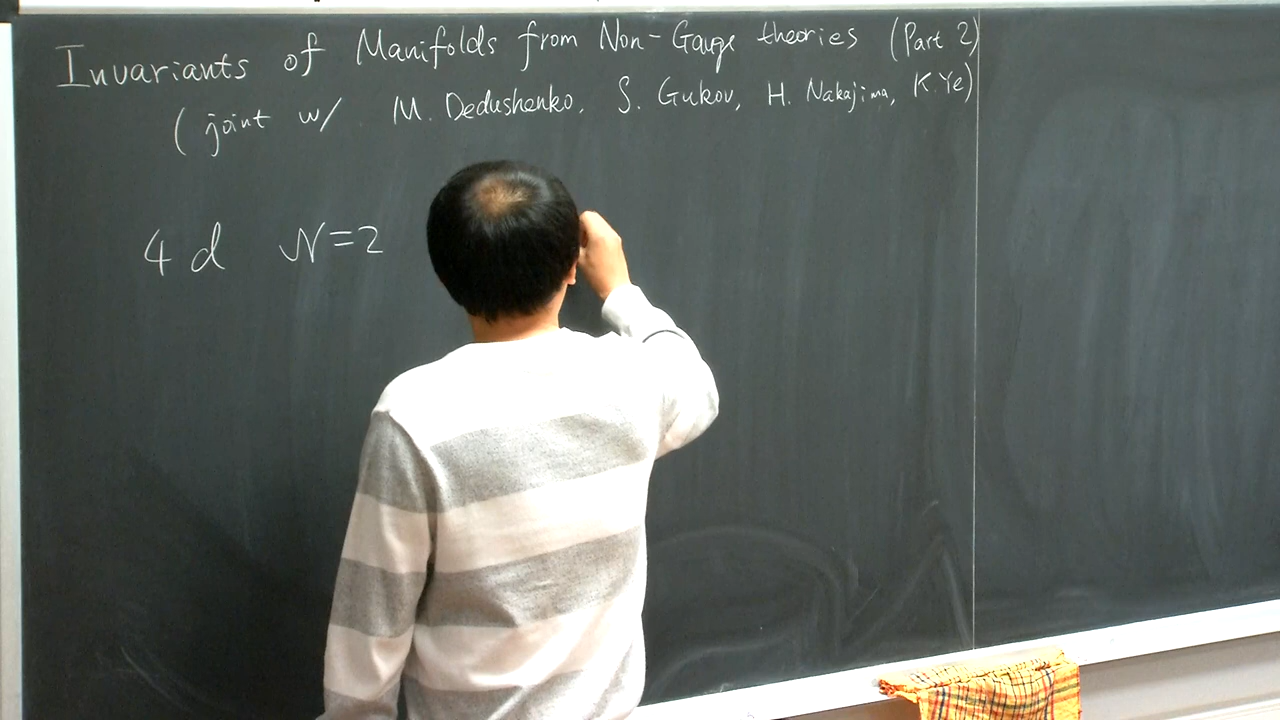 Invariants of Manifolds from Non-Gauge theories (Part 2)
(joint w/ M. Dedushenko, S. Gukov, H. Nakajima, K. Ye)
4d N=2